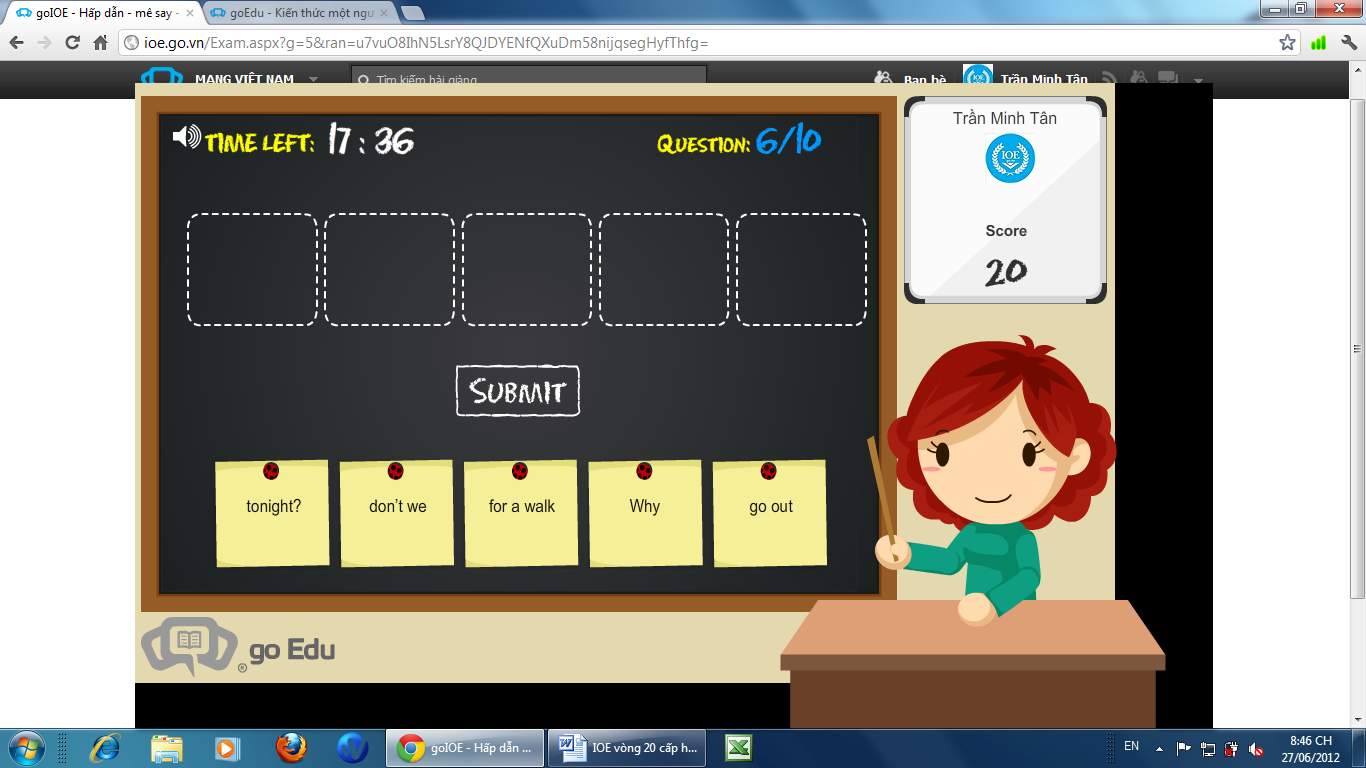 goIOE - Hấp dẫn - mê say -
goEdu - Kiến thức một ngư
ioe.go.vn/Exam.aspx?g=5&ran=u7vuO8IhN5LsrY8QJDYENfQXuDm58nijqsegHyfThfg=
MẠNG VIỆT NAM
Tìm kiếm bài giảng
Bạn bè
Trần Minh Tân
TIME LEFT: 17 : 36
QUESTION: 6/10
Trần Minh Tân
IOE
Score
20
SUBMIT
tonight?
don't we
for a walk
Why
go out
go Edu
goIOE - Hấp dẫn ...
IOE vòng 20 cấp h...
EN
8:46 CH
27/06/2012